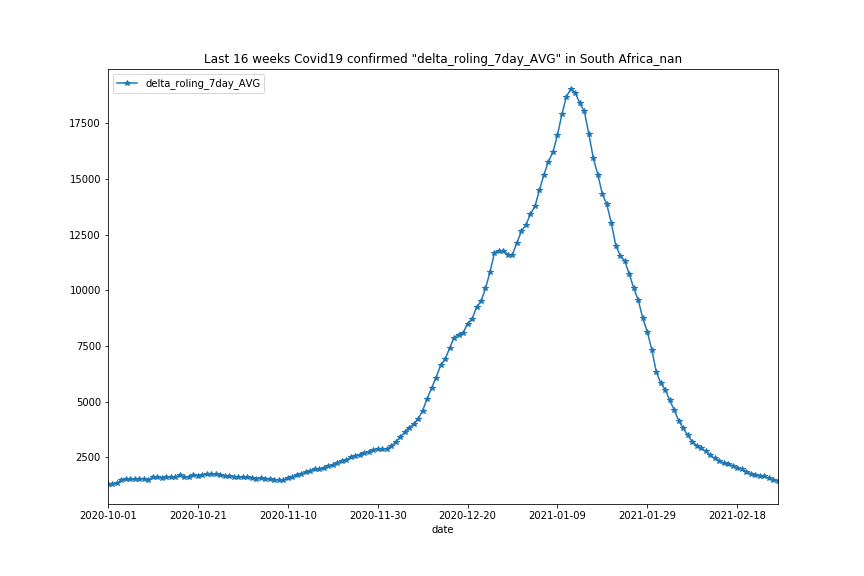 Last 16 weeks Covid19 confirmed "delta_roling_7day_AVG" in South Africa_nan
delta_roling_7day_AVG
17500
15000
12500
10000
7500
5000
2500
2020-10-01 2020-10-21 2020-11-10 2020-11-30 2020-12-20 2021-01-09 2021-01-29 2021-02-18
date